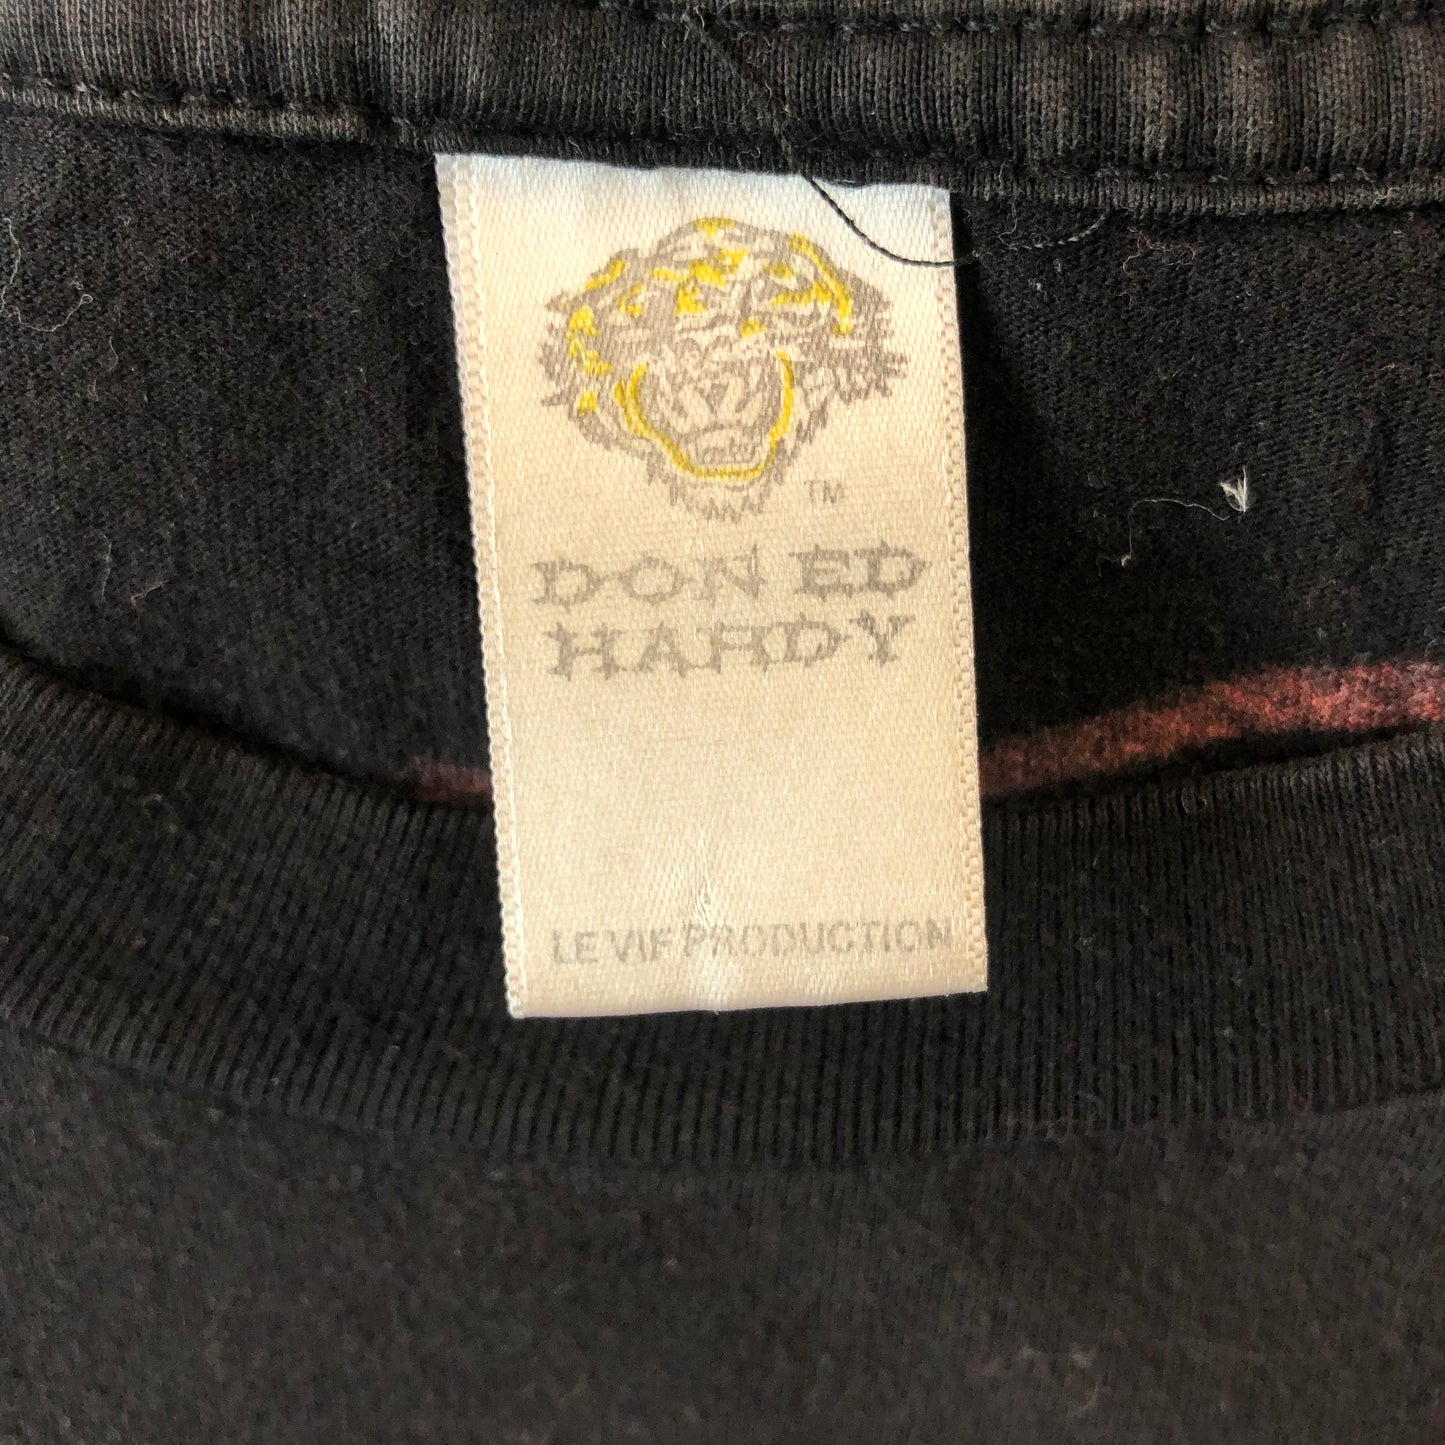 TM
DON ED
HARDY
LE VIF PRODUCTION